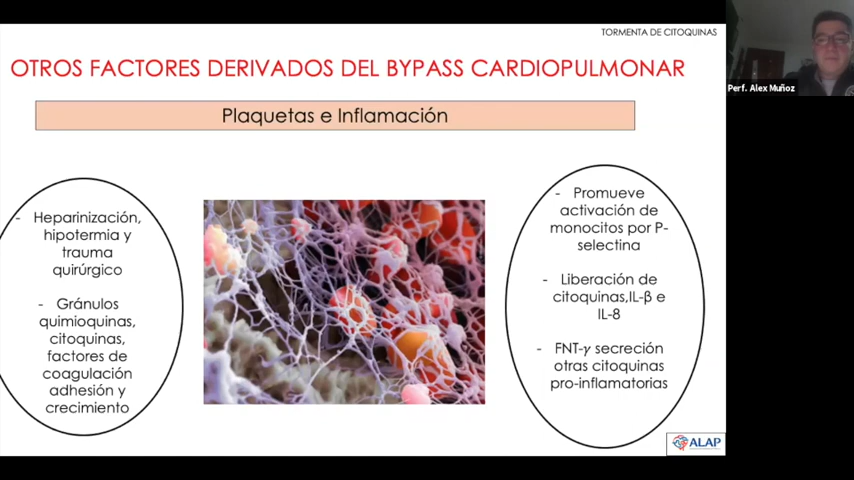 TORMENTA DE CITOQUINAS
OTROS FACTORES DERIVADOS DEL BYPASS CARDIOPULMONAR
Perf. Alex Muñoz
Plaquetas e Inflamación
- Heparinización,
hipotermia y
trauma
quirúrgico
- Gránulos
quimioquinas,
citoquinas,
factores de
coagulación
adhesión y
crecimiento
- Promueve
activación de
monocitos por P-
selectina
- Liberación de
citoquinas,IL-β e
IL-8
- FNT-γ secreción
otras citoquinas
pro-inflamatorias
ALAP